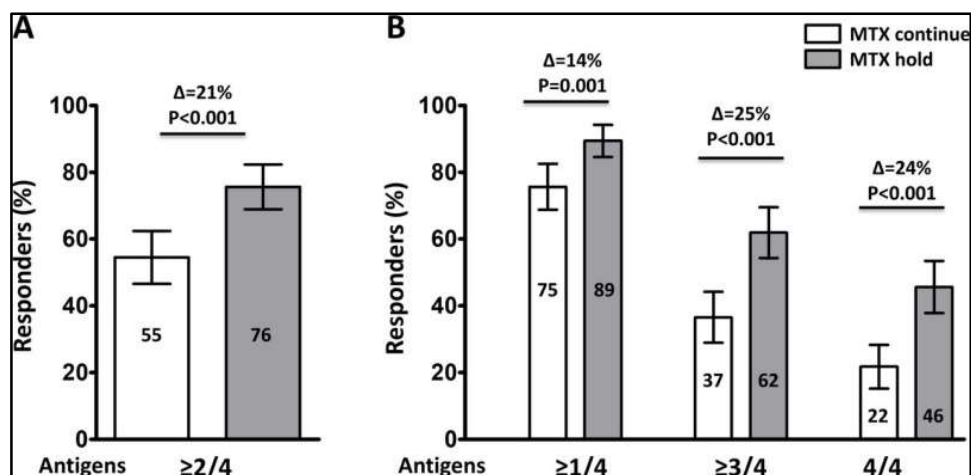 A
Δ=21%
P<0.001
Responders (%)
100
80
60
40
20
0
55
76
Antigens
≥2/4
B
MTX continue
MTX hold
Δ=14%
P=0.001
Δ=25%
P<0.001
Δ=24%
P<0.001
Responders (%)
100
80
60
40
20
0
75
89
37
62
22
46
Antigens
≥1/4
≥3/4
4/4